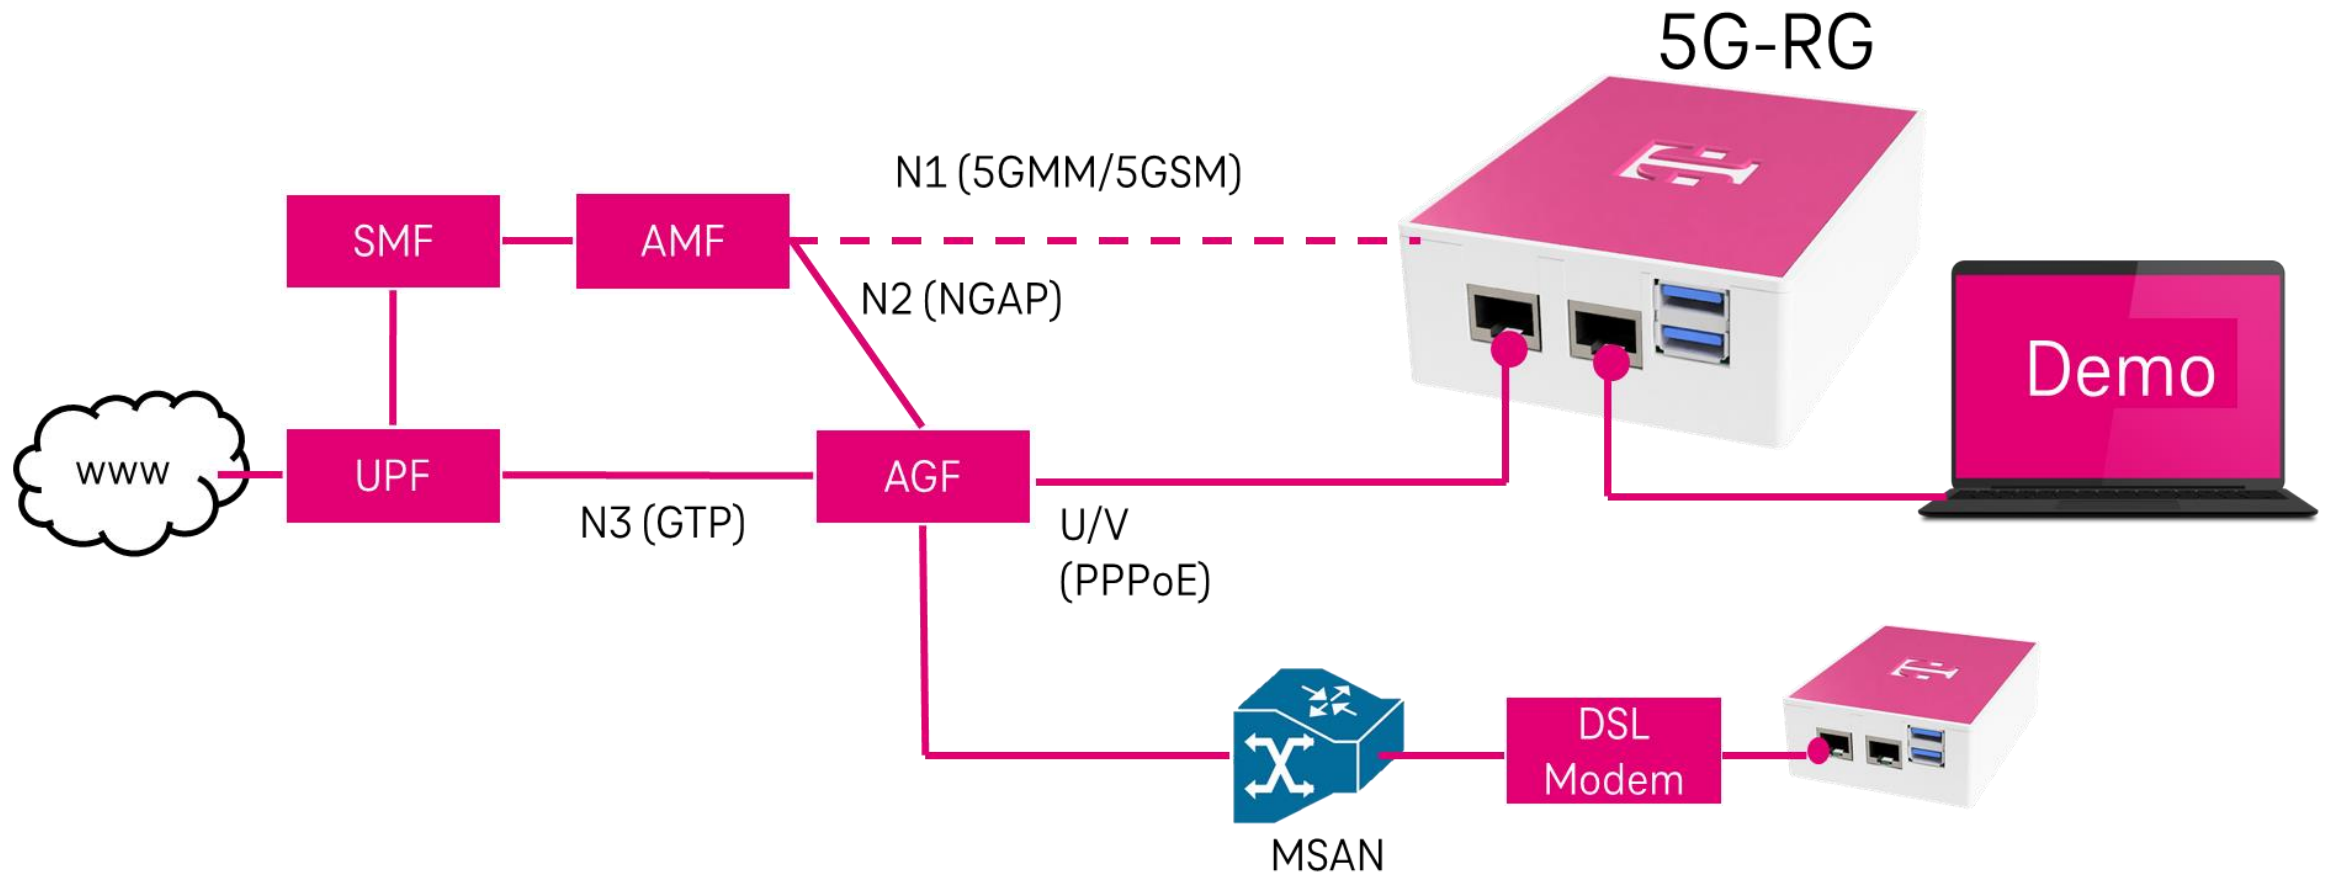 5G-RG
N1 (5GMM/5GSM)
SMF
AMF
N2 (NGAP)
Demo
www
UPF
AGF
N3 (GTP)
U/V
(PPPoE)
DSL
Modem
MSAN